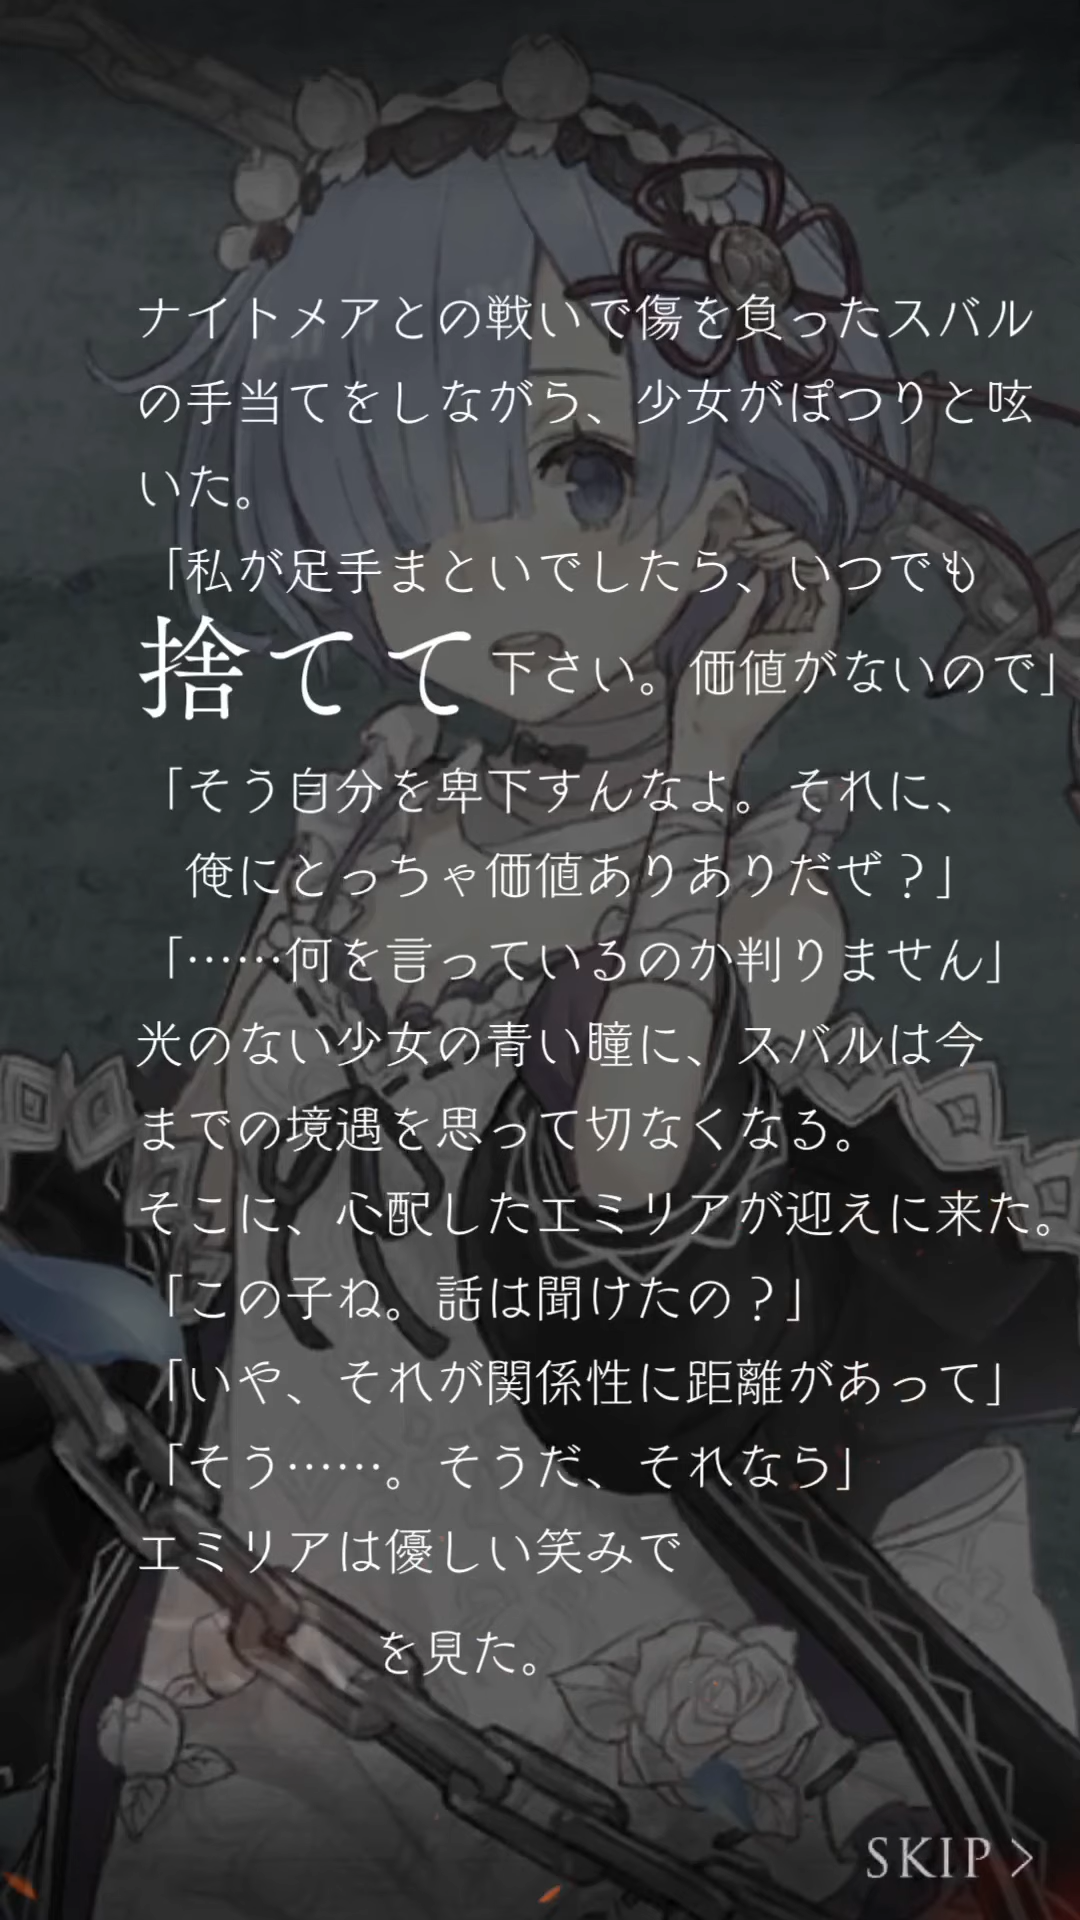 ナイトメアとの戦いで傷を負ったスバル
の手当てをしながら、少女がぽつりと呟
いた。
「私が足手まといでしたら、いつでも
捨てて下さい。価値がないので」
「そう自分を卑下すんなよ。それに、
俺にとっちゃ価値ありありだぜ？」
「……何を言っているのか判りません」
光のない少女の青い瞳に、スバルは今
までの境遇を思って切なくなる。
そこに、心配したエミリアが迎えに来た。
「この子ね。話は聞けたの？」
「いや、それが関係性に距離があって」
「そう……。そうだ、それなら」
エミリアは優しい笑みで
を見た。
SKIP >